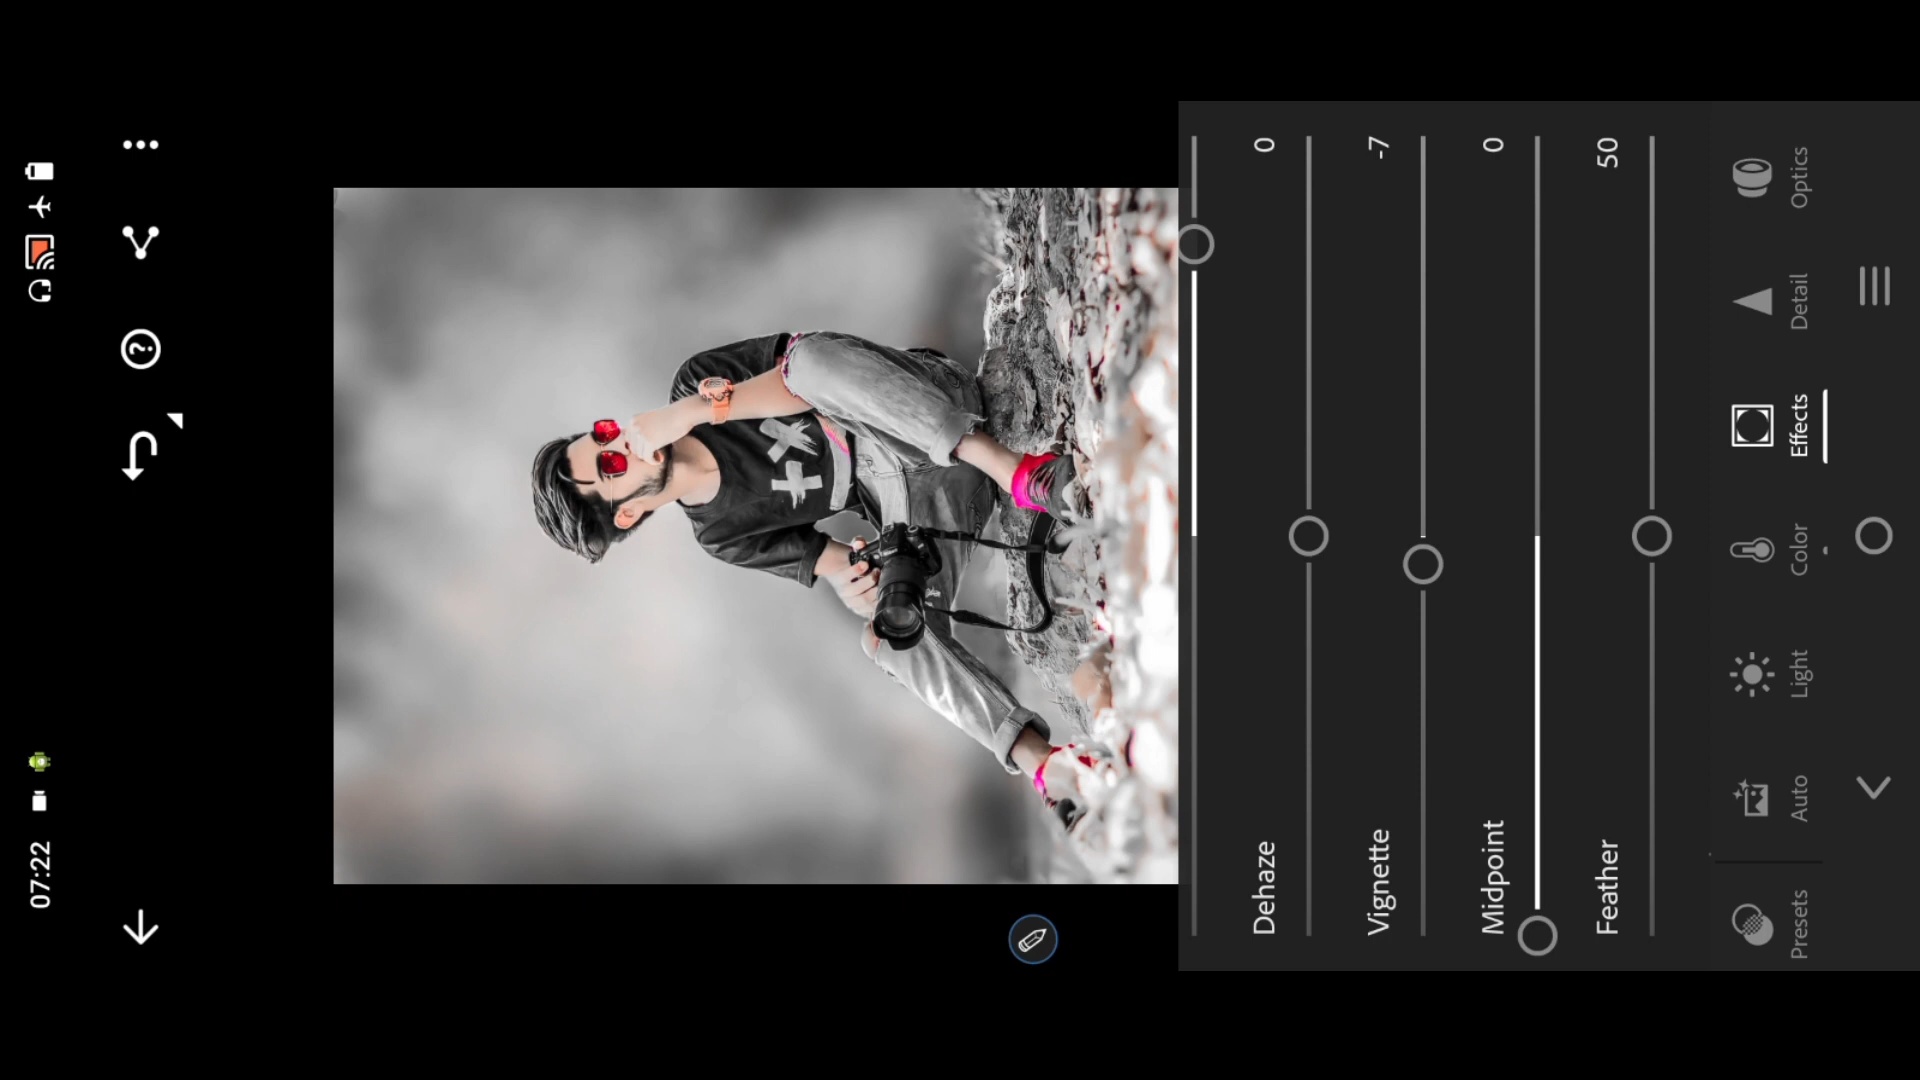 07:22
Dehaze 0
Vignette -7
Midpoint 0
Feather 50
Presets Auto Light Color Effects Detail Optics